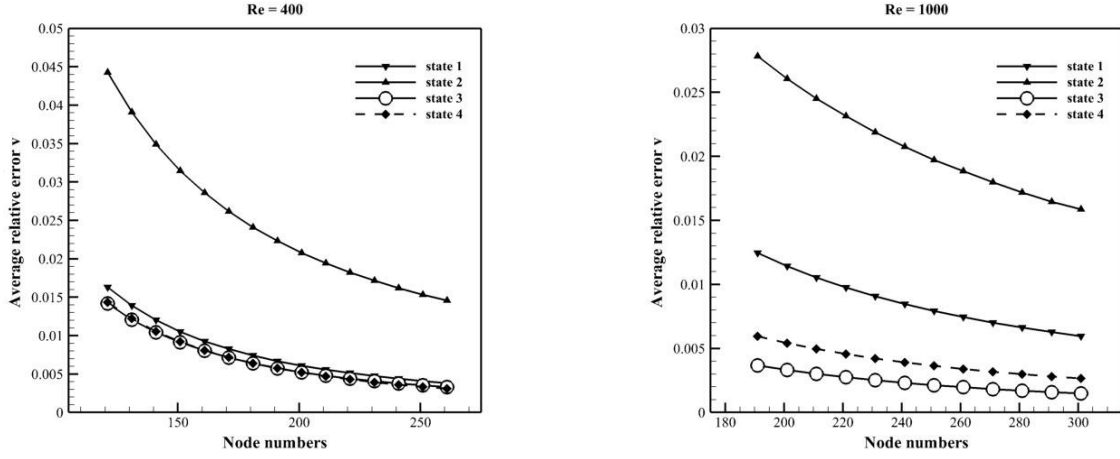 Re = 400
Average relative error v
0.05
0.045
0.04
0.035
0.03
0.025
0.02
0.015
0.01
0.005
0
state 1
state 2
state 3
state 4
150
200
250
Node numbers
Re = 1000
Average relative error v
0.03
0.025
0.02
0.015
0.01
0.005
0
state 1
state 2
state 3
state 4
180
200
220
240
260
280
300
Node numbers